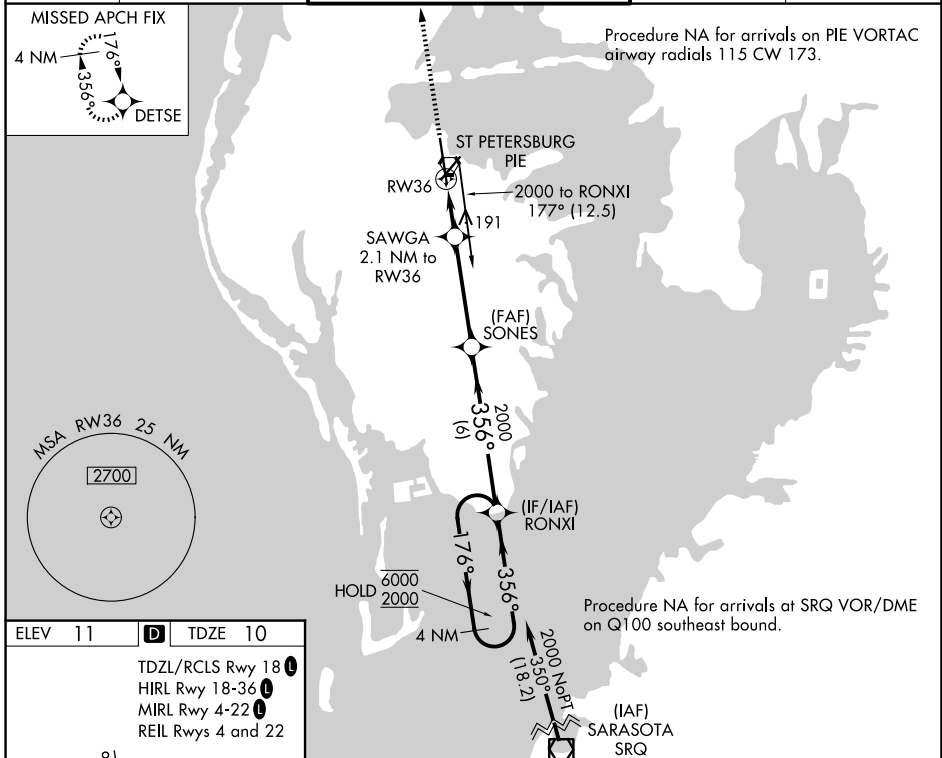 MISSED APCH FIX
4 NM
176°
356°
DETSE
Procedure NA for arrivals on PIE VORTAC
airway radials 115 CW 173.
ST PETERSBURG
PIE
RW36
2000 to RONXI
177° (12.5)
191
SAWGA
2.1 NM to
RW36
(FAF)
SONES
2000
356°
(6)
MSA RW36 25 NM
2700
(IF/IAF)
RONXI
176°
356°
HOLD
6000
2000
4 NM
Procedure NA for arrivals at SRQ VOR/DME
on Q100 southeast bound.
2000 NoPT
350°
(18.2)
(IAF)
SARASOTA
SRQ
ELEV 11
D
TDZE 10
TDZL/RCLS Rwy 18 L
HIRL Rwy 18-36 L
MIRL Rwy 4-22 L
REIL Rwys 4 and 22